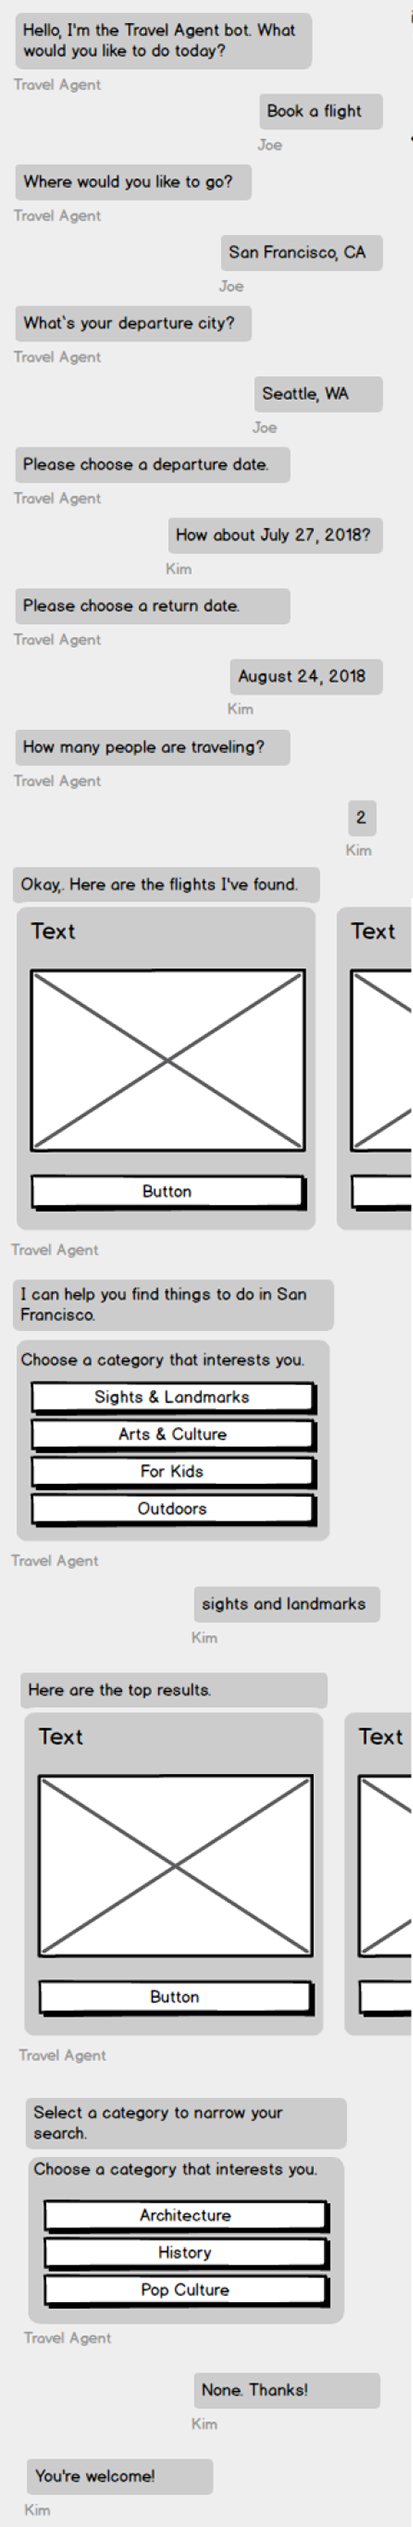 Hello, I'm the Travel Agent bot. What
would you like to do today?
Travel Agent
Book a flight
Joe
Where would you like to go?
Travel Agent
San Francisco, CA
Joe
What`s your departure city?
Travel Agent
Seattle, WA
Joe
Please choose a departure date.
Travel Agent
How about July 27, 2018?
Kim
Please choose a return date.
Travel Agent
August 24, 2018
Kim
How many people are traveling?
Travel Agent
2
Kim
Okay,. Here are the flights I've found.
Text
Text
Button
Travel Agent
I can help you find things to do in San
Francisco.
Choose a category that interests you.
Sights & Landmarks
Arts & Culture
For Kids
Outdoors
Travel Agent
sights and landmarks
Kim
Here are the top results.
Text
Text
Button
Travel Agent
Select a category to narrow your
search.
Choose a category that interests you.
Architecture
History
Pop Culture
Travel Agent
None. Thanks!
Kim
You're welcome!
Kim